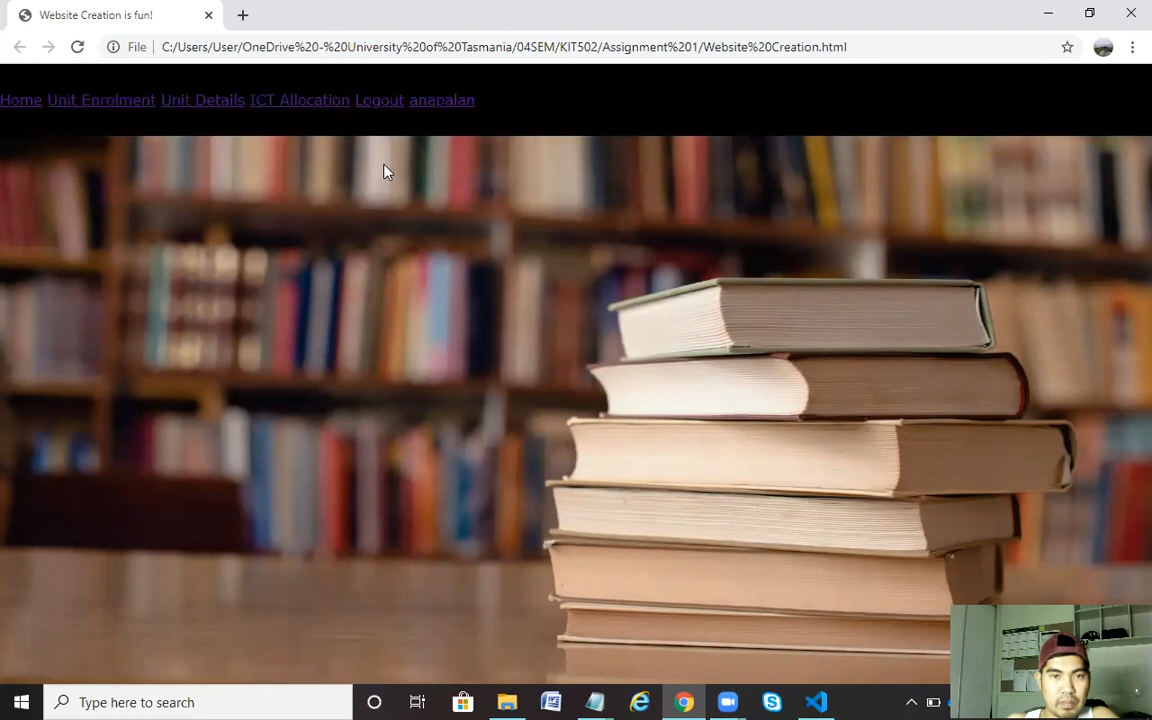 Website Creation is fun!
File C:/Users/User/OneDrive%20-%20University%20of%20Tasmania/04SEM/KIT502/Assignment%201/Website%20Creation.html
Home Unit Enrolment Unit Details ICT Allocation Logout anapalan
Type here to search